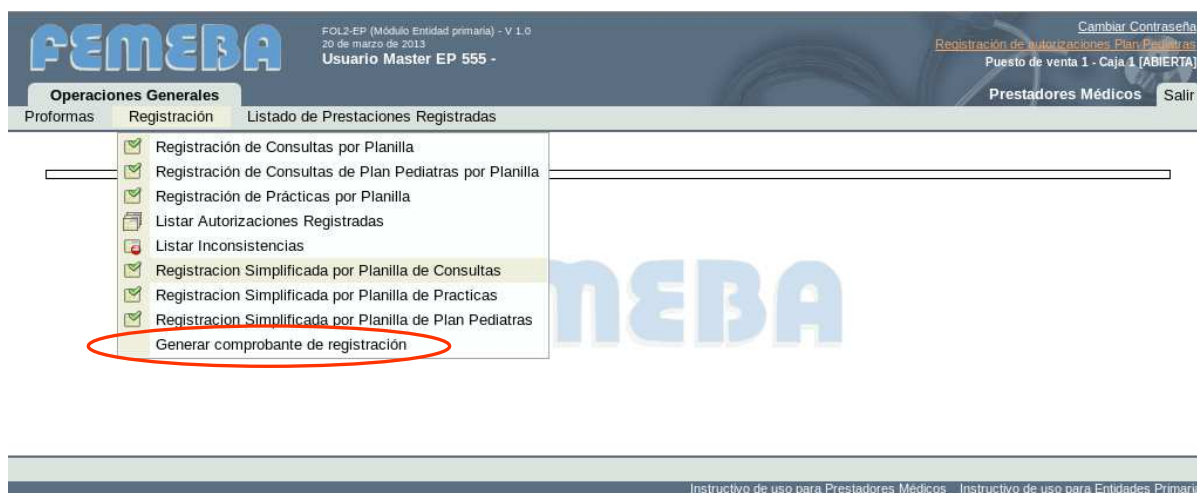 FEMEBA
FOL2-EP (Módulo Entidad primaria) - V 1.0
20 de marzo de 2013
Usuario Master EP 555 -
Cambiar Contraseña
Registración de autorizaciones Plan Pediatras
Puesto de venta 1 - Caja 1 [ABIERTA]
Operaciones Generales
Prestadores Médicos Salir
Proformas Registración Listado de Prestaciones Registradas
Registración de Consultas por Planilla
Registración de Consultas de Plan Pediatras por Planilla
Registración de Prácticas por Planilla
Listar Autorizaciones Registradas
Listar Inconsistencias
Registracion Simplificada por Planilla de Consultas
Registracion Simplificada por Planilla de Practicas
Registracion Simplificada por Planilla de Plan Pediatras
Generar comprobante de registración
MEBA
Instructivo de uso para Prestadores Médicos Instructivo de uso para Entidades Primari